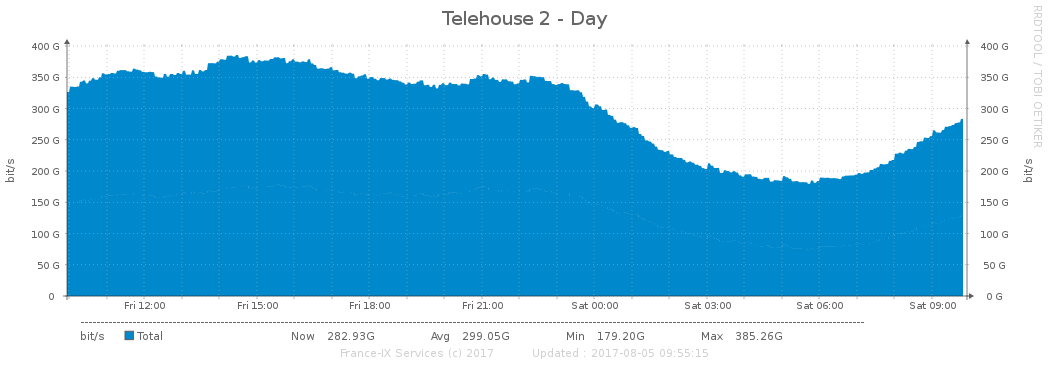 Telehouse 2 - Day
RRDTOOL / TOBI OETIKER
400 G 400 G
350 G 350 G
300 G 300 G
250 G 250 G
200 G 200 G
150 G 150 G
100 G 100 G
50 G 50 G
0 0 G
bit/s bit/s
Fri 12:00 Fri 15:00 Fri 18:00 Fri 21:00 Sat 00:00 Sat 03:00 Sat 06:00 Sat 09:00
bit/s Total Now 282.93G Avg 299.05G Min 179.20G Max 385.26G
France-IX Services (c) 2017 Updated : 2017-08-05 09:55:15